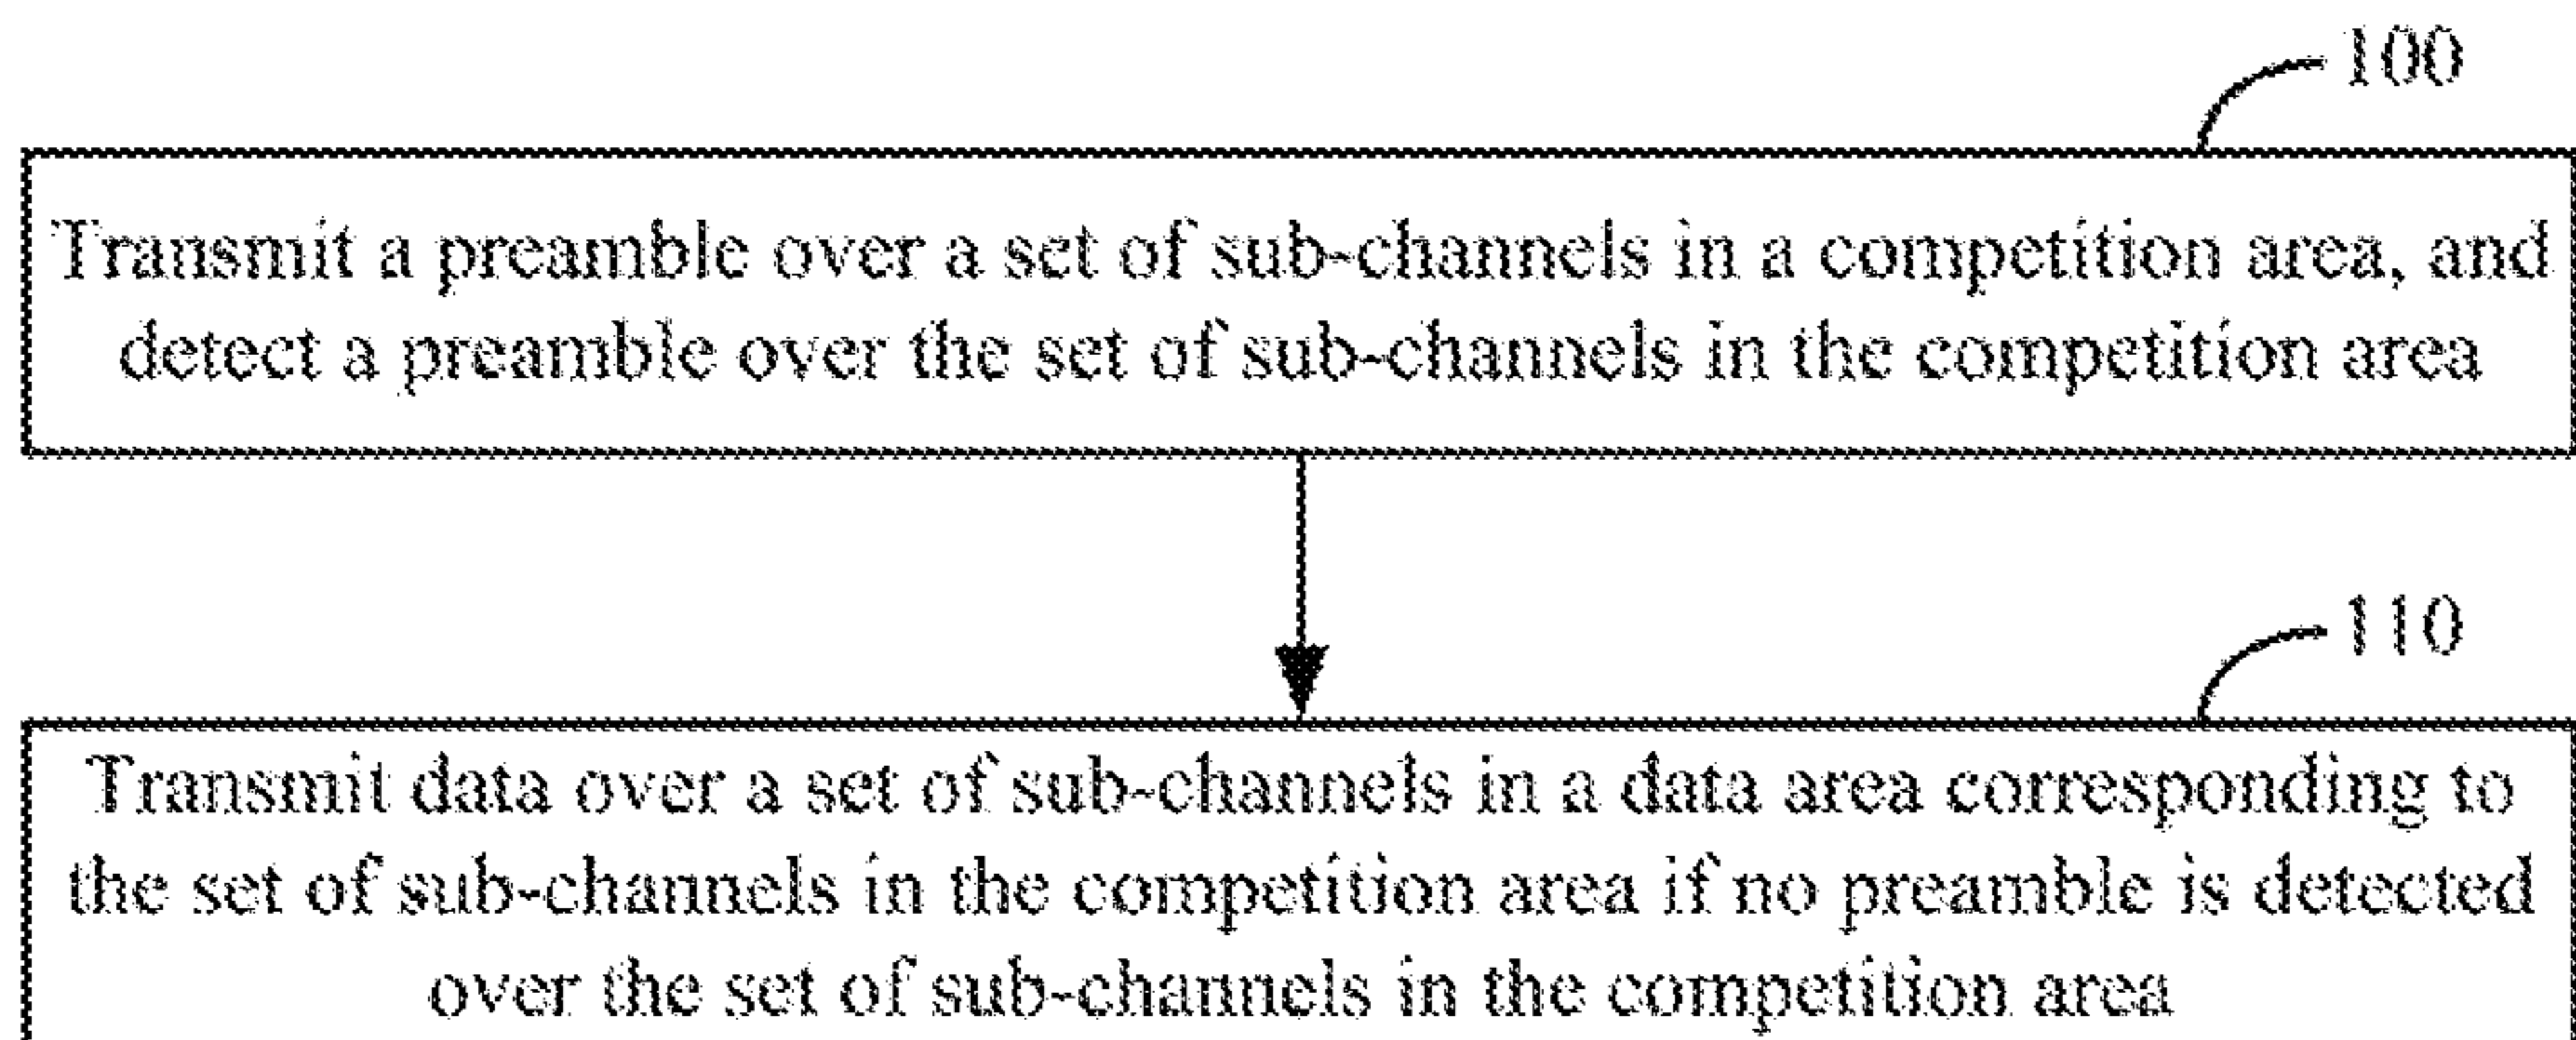 100
Transmit a preamble over a set of sub-channels in a competition area, and
detect a preamble over the set of sub-channels in the competition area
110
Transmit data over a set of sub-channels in a data area corresponding to
the set of sub-channels in the competition area if no preamble is detected
over the set of sub-channels in the competition area